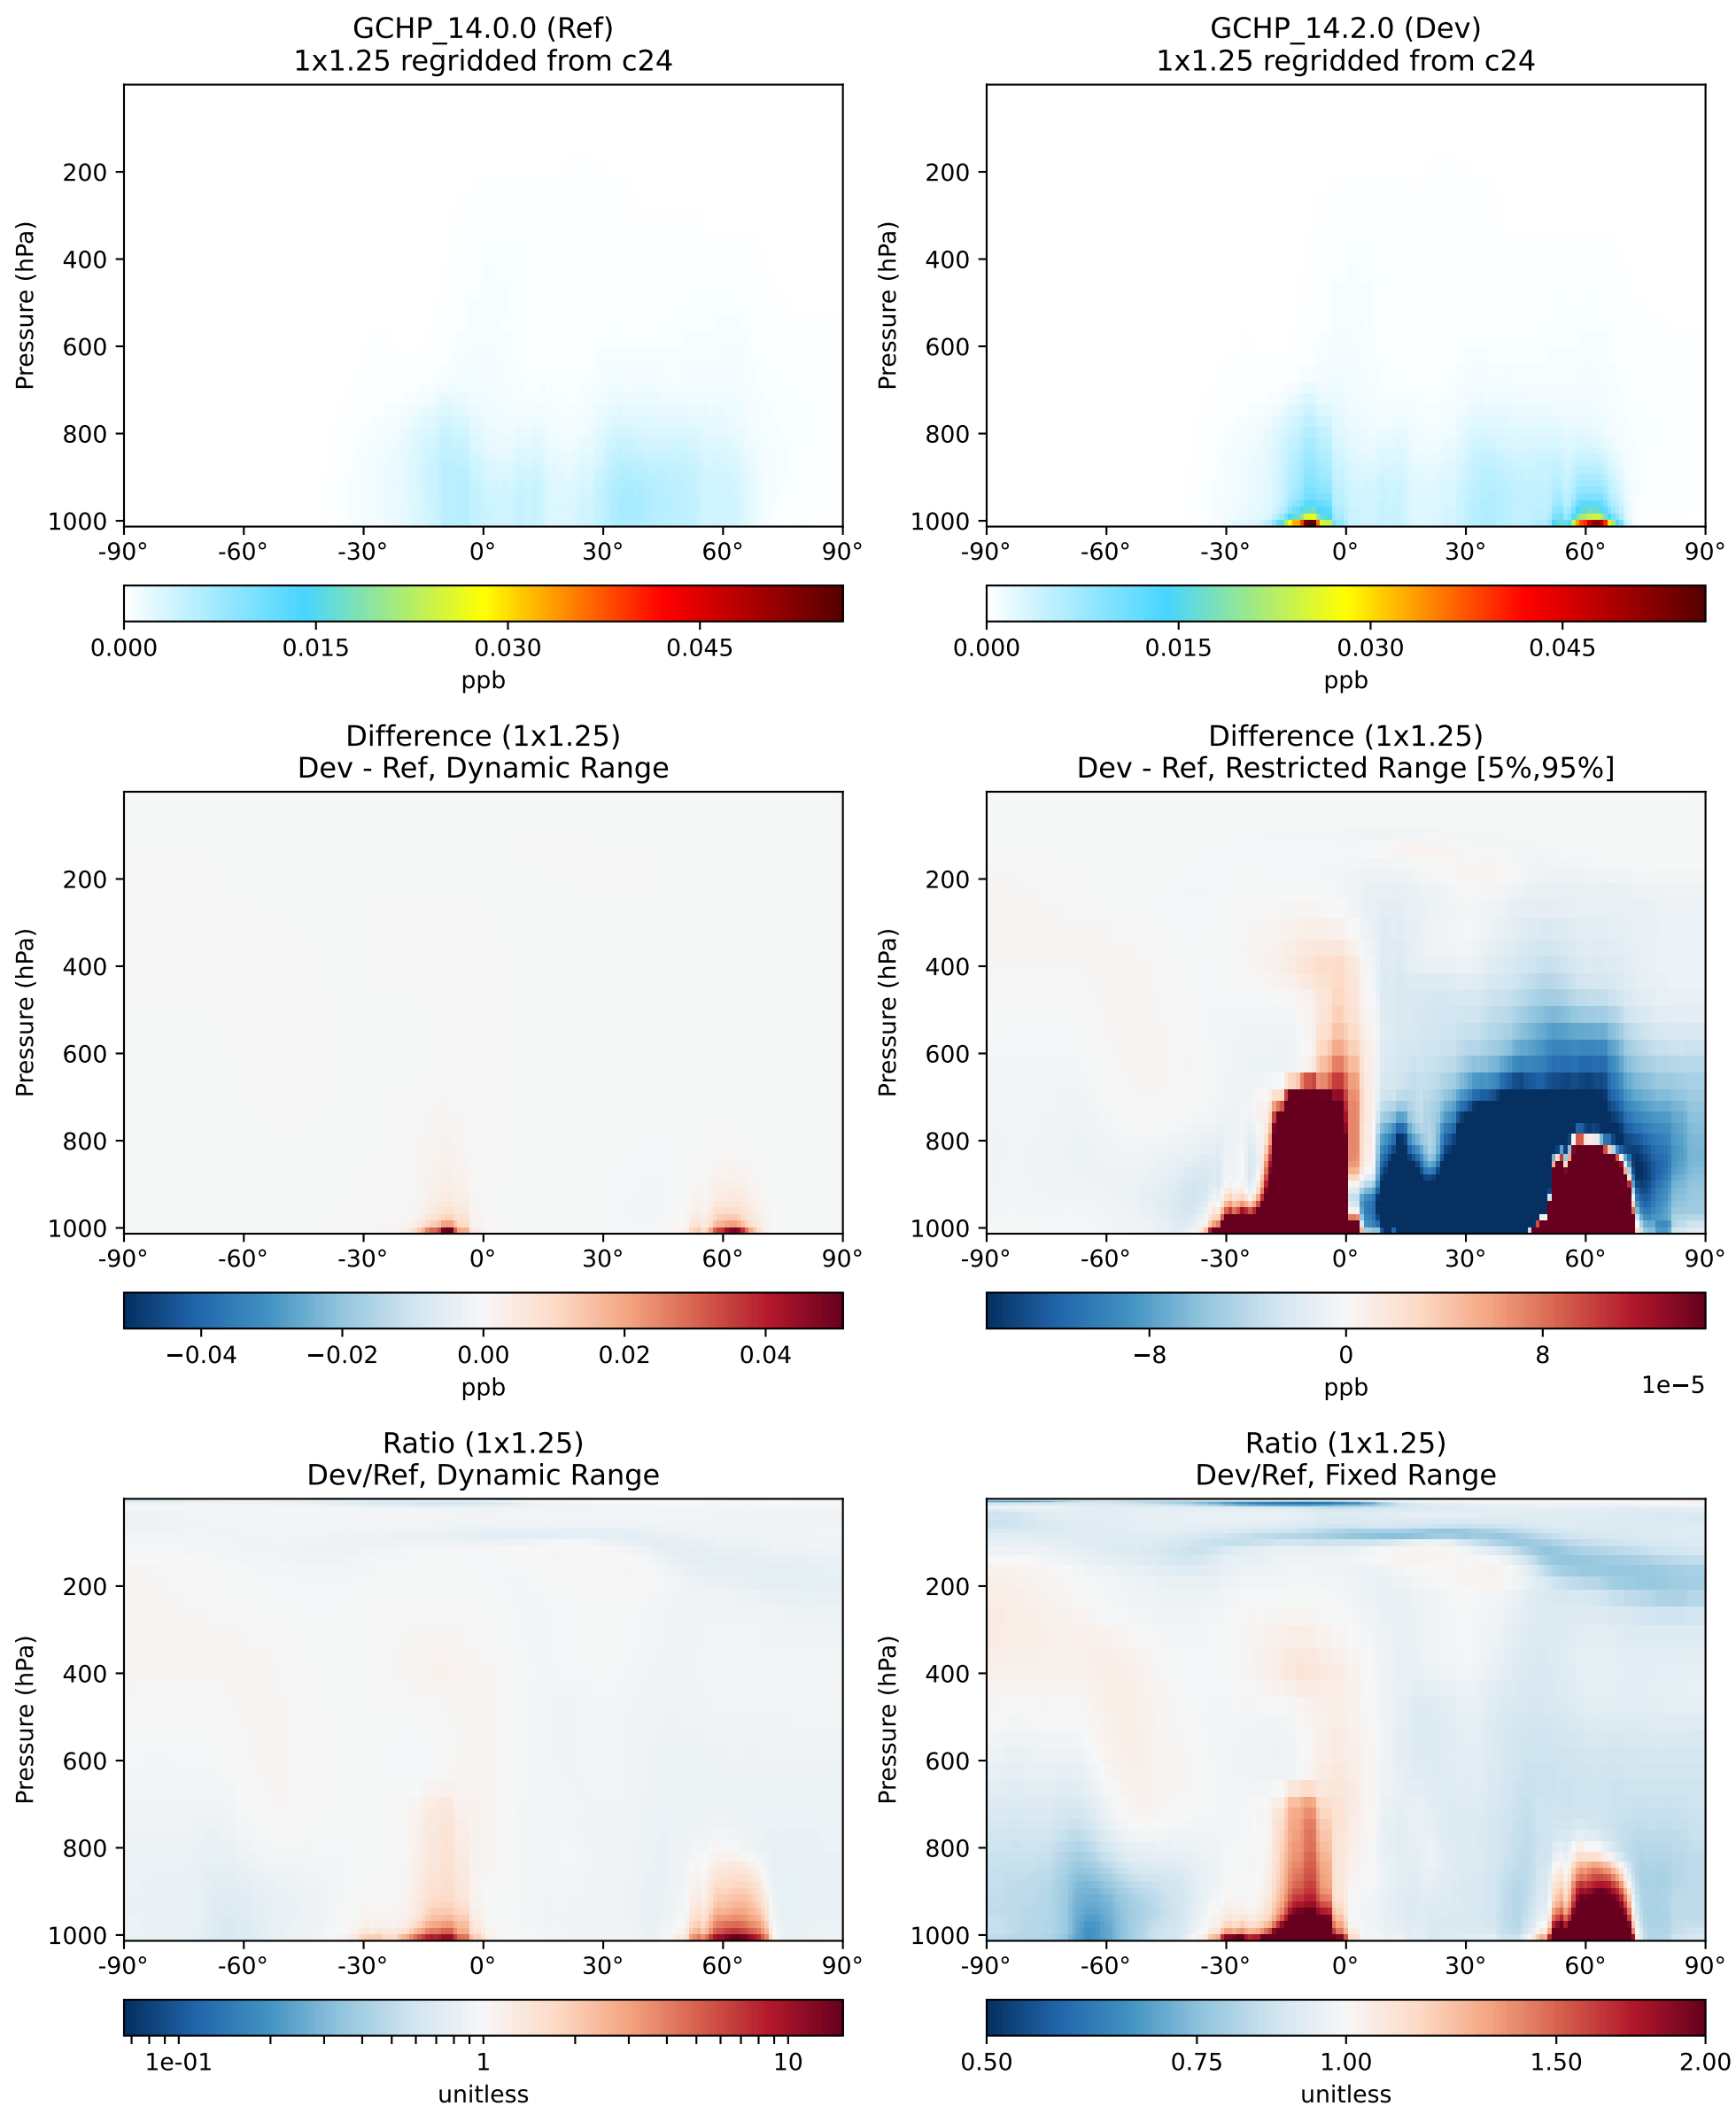 GCHP_14.0.0 (Ref)
1x1.25 regridded from c24
Pressure (hPa)
200
400
600
800
1000
-90° -60° -30° 0° 30° 60° 90°
0.000 0.015 0.030 0.045
ppb
GCHP_14.2.0 (Dev)
1x1.25 regridded from c24
Pressure (hPa)
200
400
600
800
1000
-90° -60° -30° 0° 30° 60° 90°
0.000 0.015 0.030 0.045
ppb
Difference (1x1.25)
Dev - Ref, Dynamic Range
Pressure (hPa)
200
400
600
800
1000
-90° -60° -30° 0° 30° 60° 90°
−0.04 −0.02 0.00 0.02 0.04
ppb
Difference (1x1.25)
Dev - Ref, Restricted Range [5%,95%]
Pressure (hPa)
200
400
600
800
1000
-90° -60° -30° 0° 30° 60° 90°
−8 0 8
ppb
1e−5
Ratio (1x1.25)
Dev/Ref, Dynamic Range
Pressure (hPa)
200
400
600
800
1000
-90° -60° -30° 0° 30° 60° 90°
1e-01 1 10
unitless
Ratio (1x1.25)
Dev/Ref, Fixed Range
Pressure (hPa)
200
400
600
800
1000
-90° -60° -30° 0° 30° 60° 90°
0.50 0.75 1.00 1.50 2.00
unitless